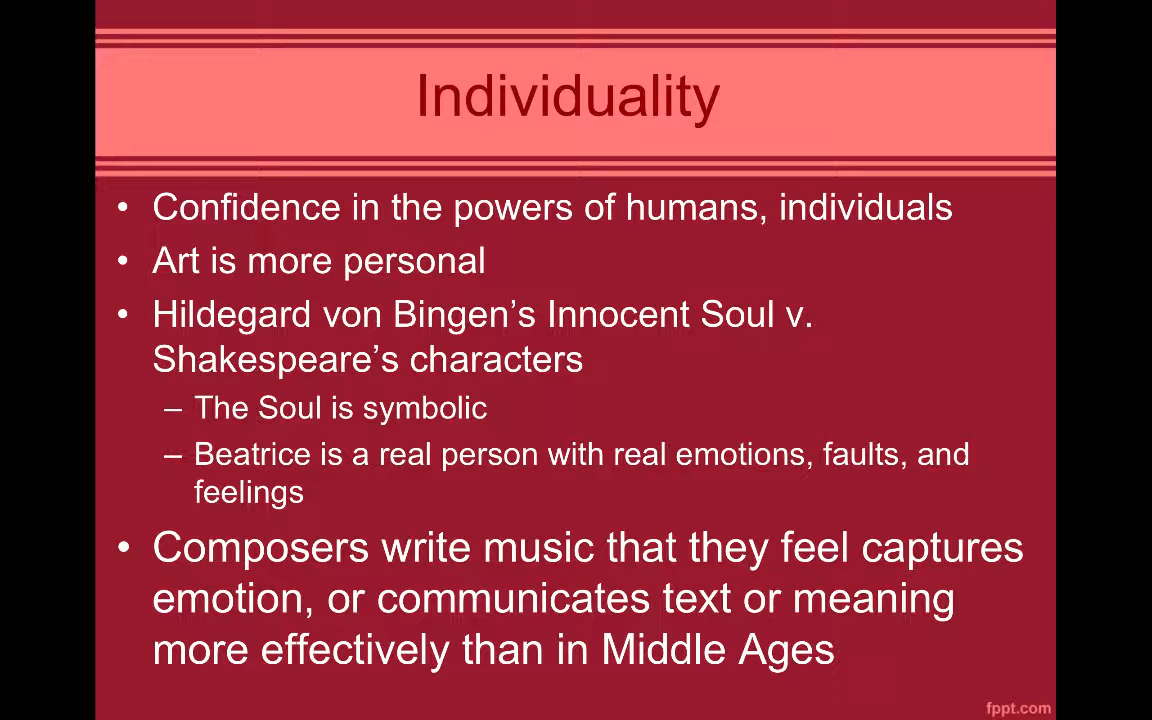 Individuality
• Confidence in the powers of humans, individuals
• Art is more personal
• Hildegard von Bingen’s Innocent Soul v.
Shakespeare’s characters
– The Soul is symbolic
– Beatrice is a real person with real emotions, faults, and
feelings
• Composers write music that they feel captures
emotion, or communicates text or meaning
more effectively than in Middle Ages
fppt.com